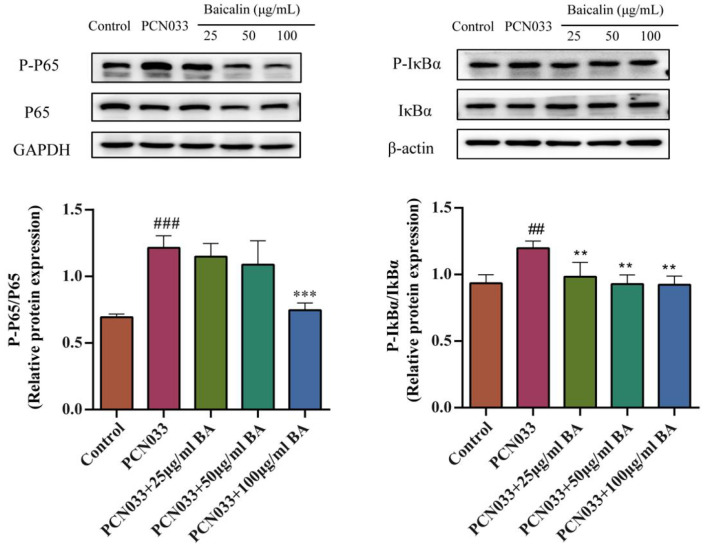 Control PCN033 Baicalin (μg/mL)
25 50 100
P-P65
P65
GAPDH
1.5
1.0
0.5
0.0
P-P65/P65
(Relative protein expression)
###
***
Control
PCN033
PCN033+25μg/ml BA
PCN033+50μg/ml BA
PCN033+100μg/ml BA
Control PCN033 Baicalin (μg/mL)
25 50 100
P-IκBα
IκBα
β-actin
1.5
1.0
0.5
0.0
P-IkBα/IkBα
(Relative protein expression)
##
**
**
**
Control
PCN033
PCN033+25μg/ml BA
PCN033+50μg/ml BA
PCN033+100μg/ml BA